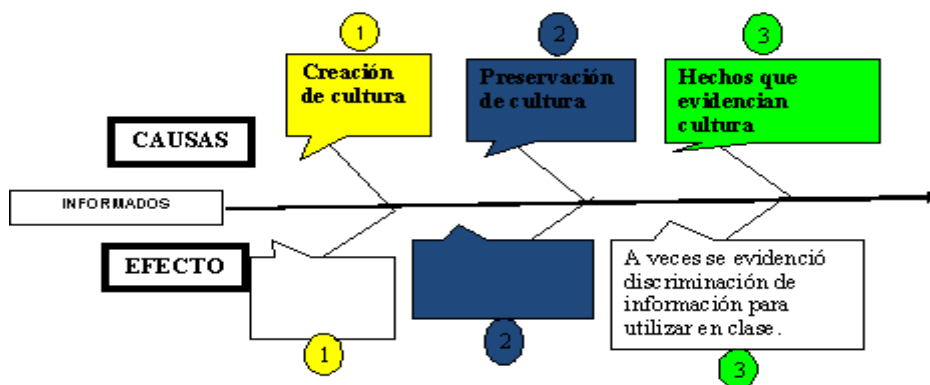 1
2
3
Creación
de cultura
Preservación
de cultura
Hechos que
evidencian
cultura
CAUSAS
INFORMADOS
EFECTO
A veces se evidenció
discriminación de
información para
utilizar en clase.
1
2
3